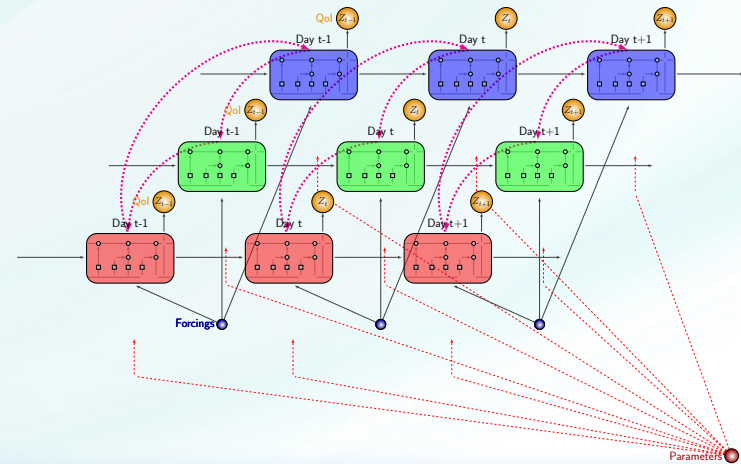 QoI Z_{t-1} Z_t Z_{t+1}
Day t-1 Day t Day t+1
QoI Z_{t-1} Z_t Z_{t+1}
Day t-1 Day t Day t+1
QoI Z_{t-1} Z_t Z_{t+1}
Day t-1 Day t Day t+1
Forcings
Parameters